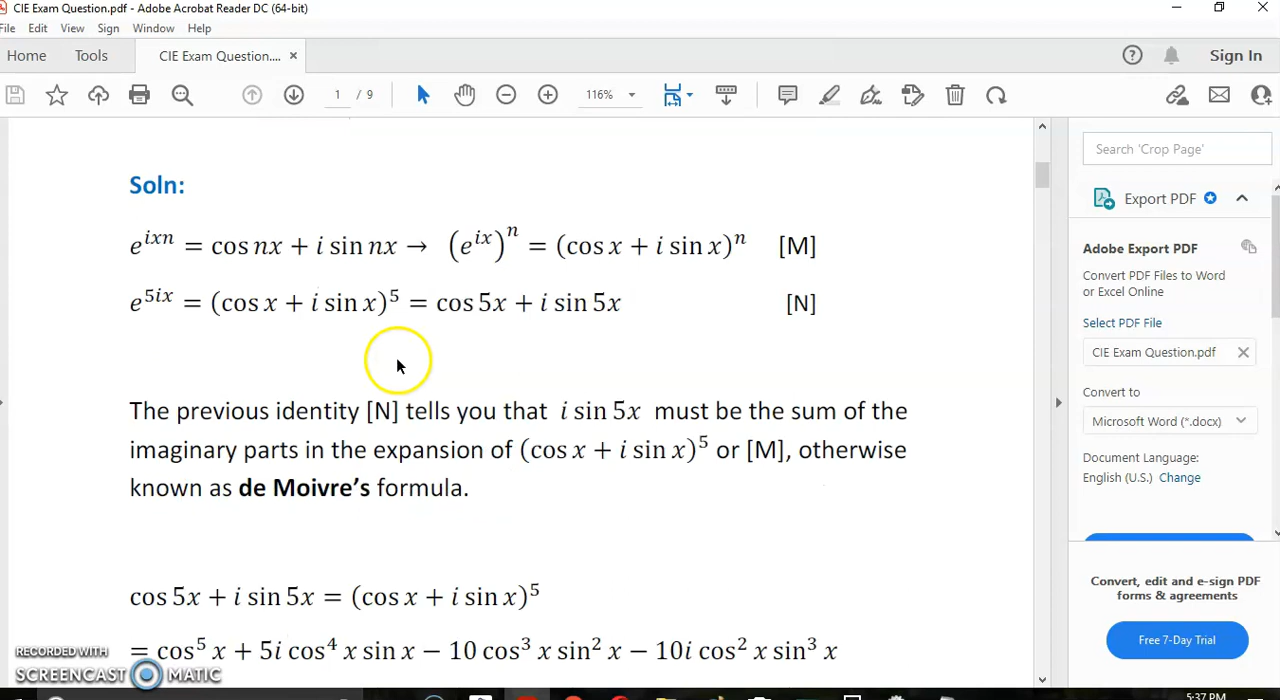 CIE Exam Question.pdf - Adobe Acrobat Reader DC (64-bit)
File Edit View Sign Window Help
Home Tools CIE Exam Question.... × ? Sign In
1 / 9 116%
Soln:
e^{ixn} = cos nx + i sin nx → (e^{ix})^n = (cos x + i sin x)^n [M]
e^{5ix} = (cos x + i sin x)^5 = cos 5x + i sin 5x [N]
The previous identity [N] tells you that i sin 5x must be the sum of the
imaginary parts in the expansion of (cos x + i sin x)^5 or [M], otherwise
known as de Moivre's formula.
cos 5x + i sin 5x = (cos x + i sin x)^5
= cos^5 x + 5i cos^4 x sin x − 10 cos^3 x sin^2 x − 10i cos^2 x sin^3 x
Search 'Crop Page'
Export PDF
Adobe Export PDF
Convert PDF Files to Word
or Excel Online
Select PDF File
CIE Exam Question.pdf ×
Convert to
Microsoft Word (*.docx)
Document Language:
English (U.S.) Change
Convert, edit and e-sign PDF
forms & agreements
Free 7-Day Trial
RECORDED WITH
SCREENCAST MATIC
5:37 PM